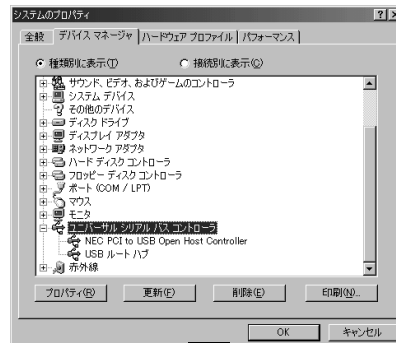 システムのプロパティ
全般 デバイス マネージャ ハードウェア プロファイル パフォーマンス
種類別に表示(T) 接続別に表示(C)
サウンド、ビデオ、およびゲームのコントローラ
システム デバイス
その他のデバイス
ディスク ドライブ
ディスプレイ アダプタ
ネットワーク アダプタ
ハード ディスク コントローラ
フロッピー ディスク コントローラ
ポート (COM / LPT)
マウス
モニタ
ユニバーサル シリアル バス コントローラ
NEC PCI to USB Open Host Controller
USB ルート ハブ
赤外線
プロパティ(R) 更新(F) 削除(E) 印刷(N)...
OK キャンセル